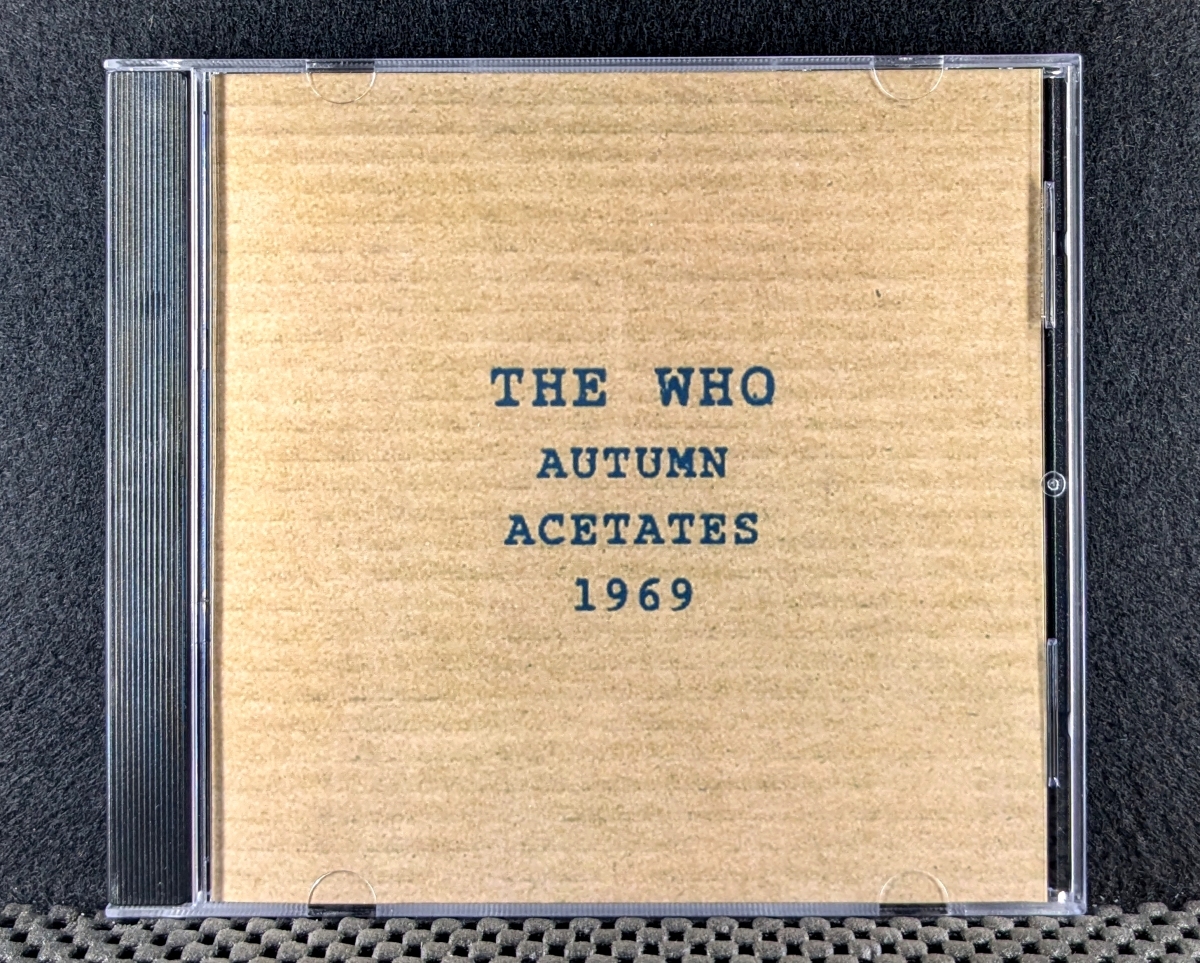 THE WHO
AUTUMN
ACETATES
1969